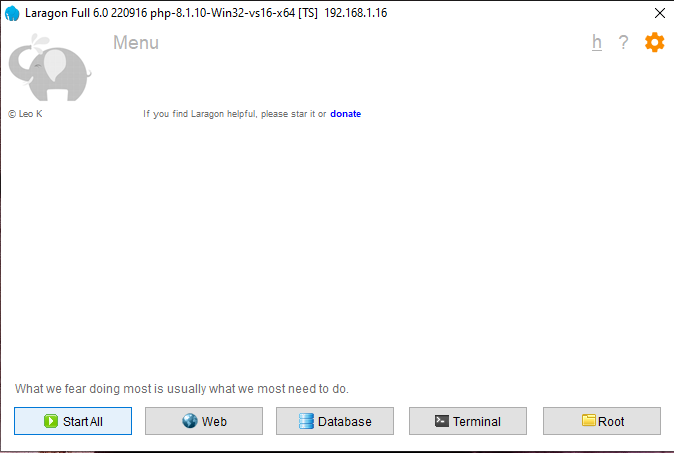 Laragon Full 6.0 220916 php-8.1.10-Win32-vs16-x64 [TS] 192.168.1.16
Menu
h ?
© Leo K
If you find Laragon helpful, please star it or donate
What we fear doing most is usually what we most need to do.
Start All
Web
Database
Terminal
Root